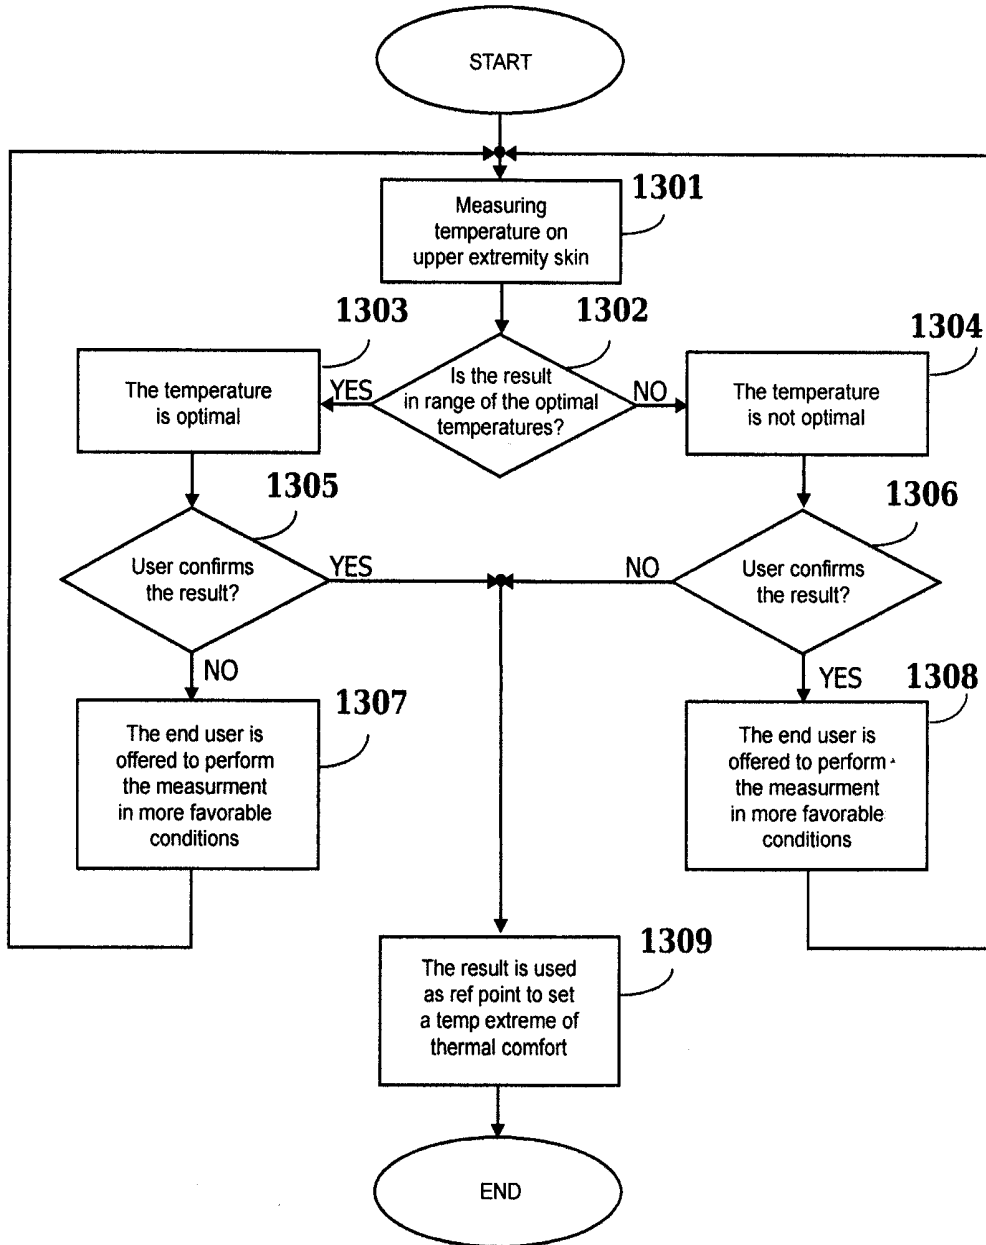 START
1301
Measuring
temperature on
upper extremity skin
1303
1302
1304
The temperature
is optimal
YES
Is the result
in range of the optimal
temperatures?
NO
The temperature
is not optimal
1305
1306
User confirms
the result?
YES
NO
User confirms
the result?
NO
YES
1307
1308
The end user is
offered to perform
the measurment
in more favorable
conditions
The end user is
offered to perform
the measurment
in more favorable
conditions
1309
The result is used
as ref point to set
a temp extreme of
thermal comfort
END